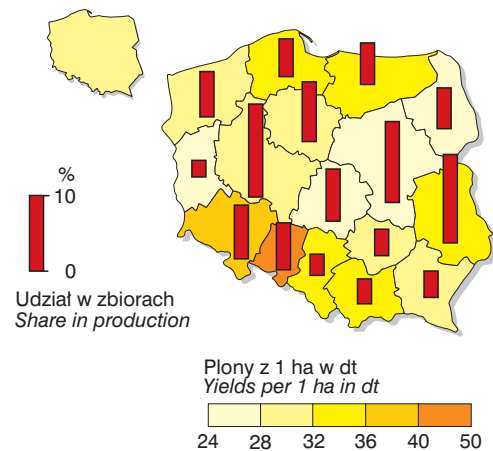 %
10
0
Udział w zbiorach
Share in production
Plony z 1 ha w dt
Yields per 1 ha in dt
24 28 32 36 40 50